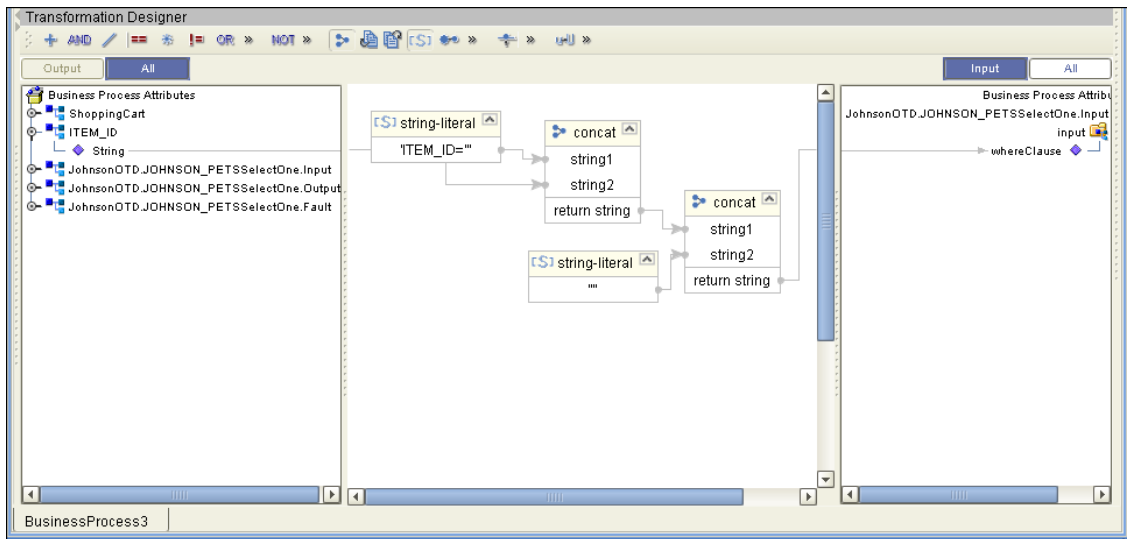 Transformation Designer
AND == != OR » NOT » [S] » » »
Output All Input All
Business Process Attributes
ShoppingCart
ITEM_ID
String
JohnsonOTD.JOHNSON_PETSSelectOne.Input
JohnsonOTD.JOHNSON_PETSSelectOne.Output
JohnsonOTD.JOHNSON_PETSSelectOne.Fault
[S] string-literal
'ITEM_ID='"
concat
string1
string2
return string
[S] string-literal
""
concat
string1
string2
return string
Business Process Attribu
JohnsonOTD.JOHNSON_PETSSelectOne.Input
input
whereClause
BusinessProcess3